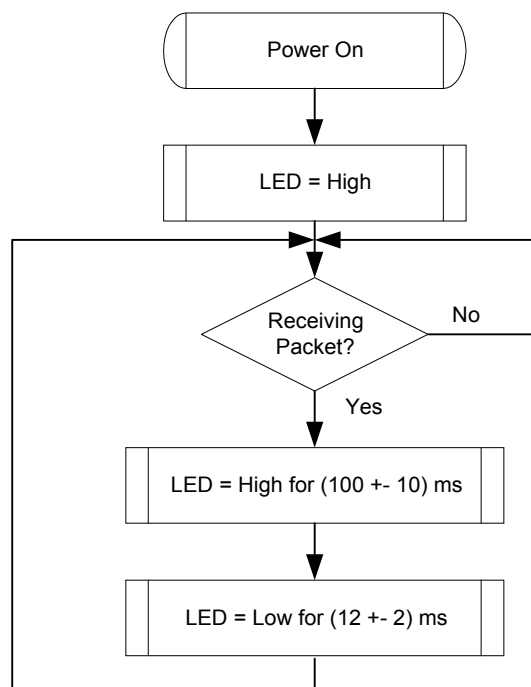 Power On
LED = High
Receiving
Packet?
No
Yes
LED = High for (100 +- 10) ms
LED = Low for (12 +- 2) ms